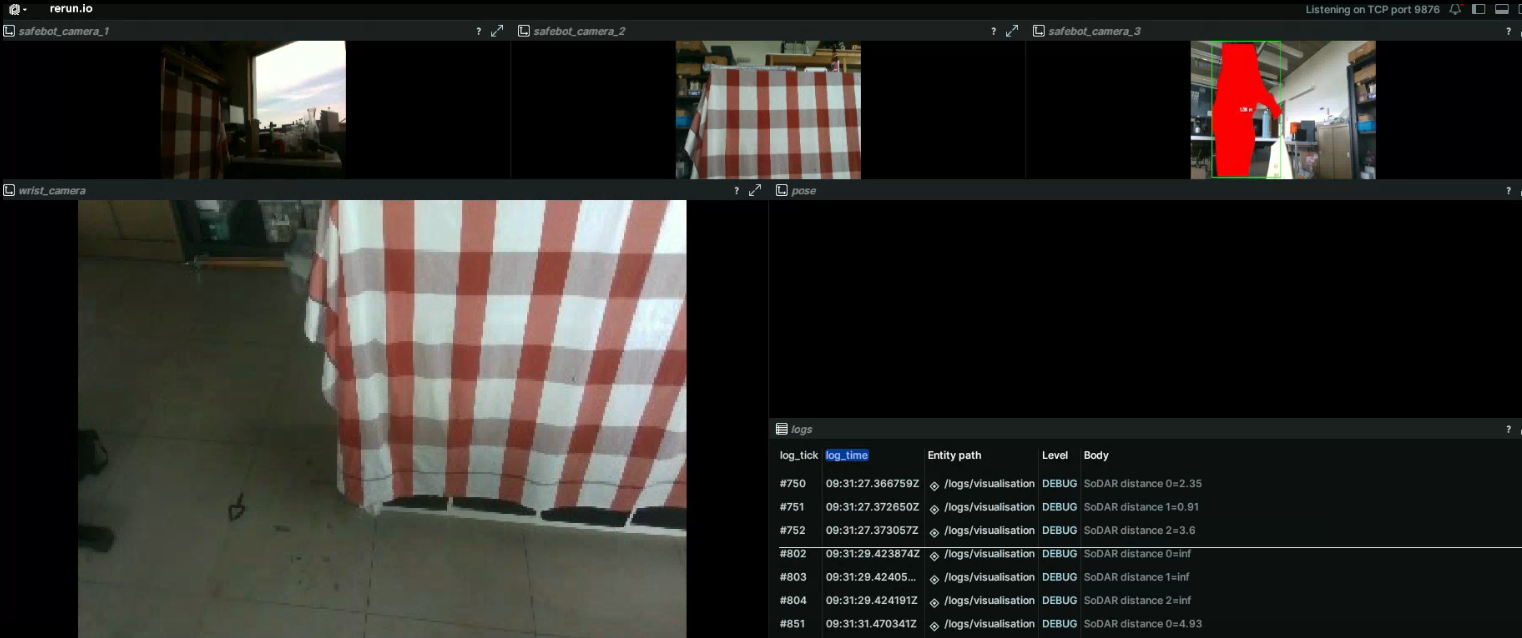 rerun.io
Listening on TCP port 9876
safebot_camera_1 ?
safebot_camera_2 ?
safebot_camera_3 ?
wrist_camera ?
pose ?
logs ?
log_tick log_time Entity path Level Body
#750 09:31:27.366759Z /logs/visualisation DEBUG SoDAR distance 0=2.35
#751 09:31:27.372650Z /logs/visualisation DEBUG SoDAR distance 1=0.91
#752 09:31:27.373057Z /logs/visualisation DEBUG SoDAR distance 2=3.6
#802 09:31:29.423874Z /logs/visualisation DEBUG SoDAR distance 0=inf
#803 09:31:29.42405... /logs/visualisation DEBUG SoDAR distance 1=inf
#804 09:31:29.424191Z /logs/visualisation DEBUG SoDAR distance 2=inf
#851 09:31:31.470341Z /logs/visualisation DEBUG SoDAR distance 0=4.93